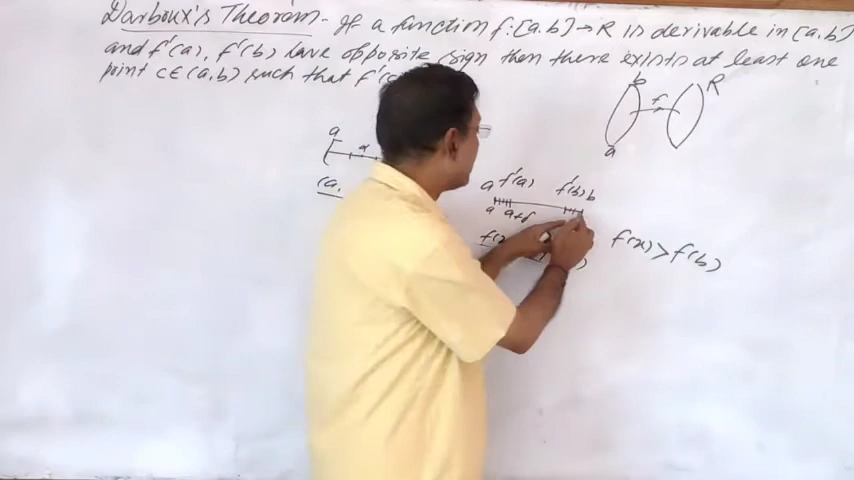 Darboux's Theorem - If a function f: [a.b] → R is derivable in [a,b]
and f'(a), f'(b) have opposite sign then there exists at least one
point c∈(a,b) such that f'(c
b R
f
a
a
x
(a,
a f'(a) f'(b) b
a a+δ
f(x
f(x) > f(b)